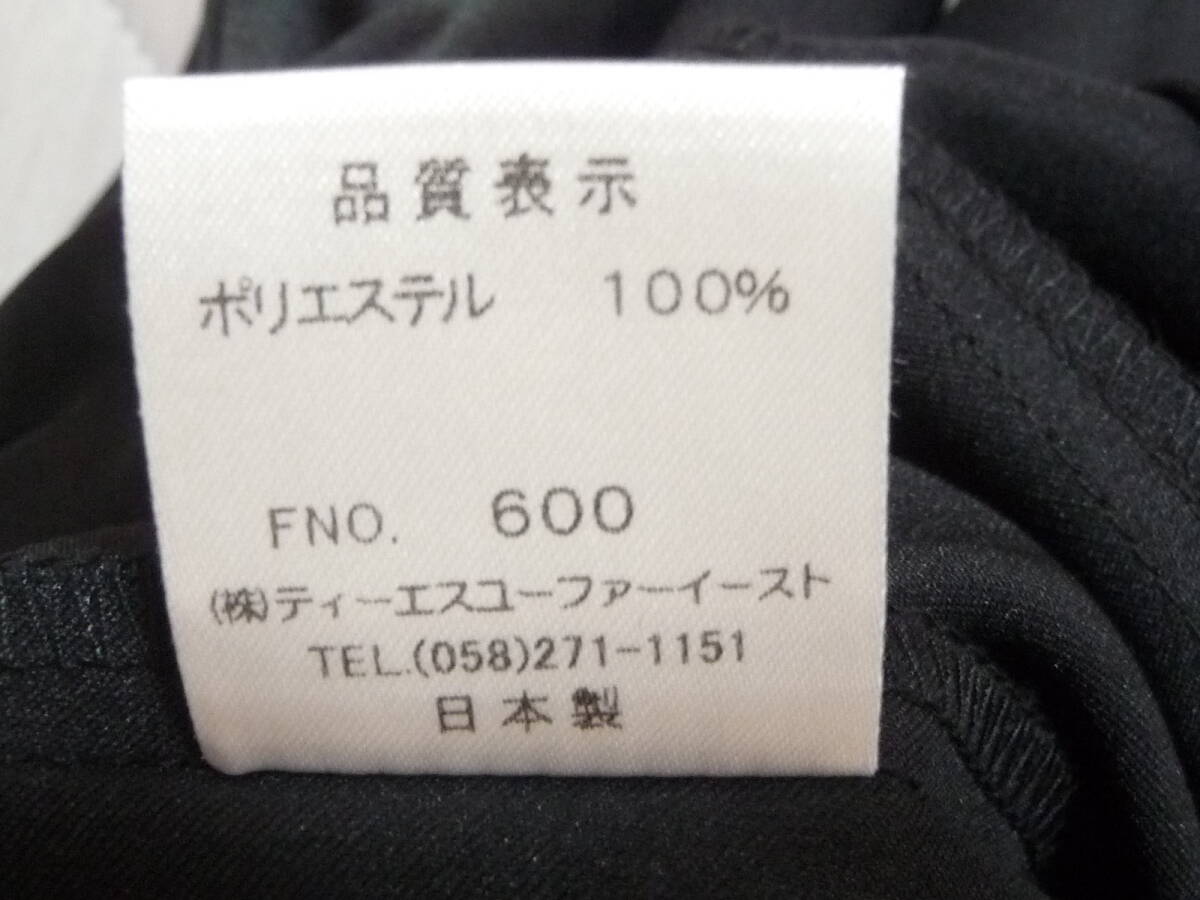 品質表示
ポリエステル 100%
FNO. 600
(株)ティーエスユーファーイースト
TEL.(058)271-1151
日本製